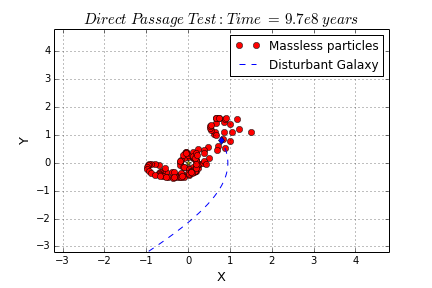 Direct Passage Test: Time = 9.7e8 years
Massless particles
Disturbant Galaxy
Y
4
3
2
1
0
−1
−2
−3
−3 −2 −1 0 1 2 3 4
X